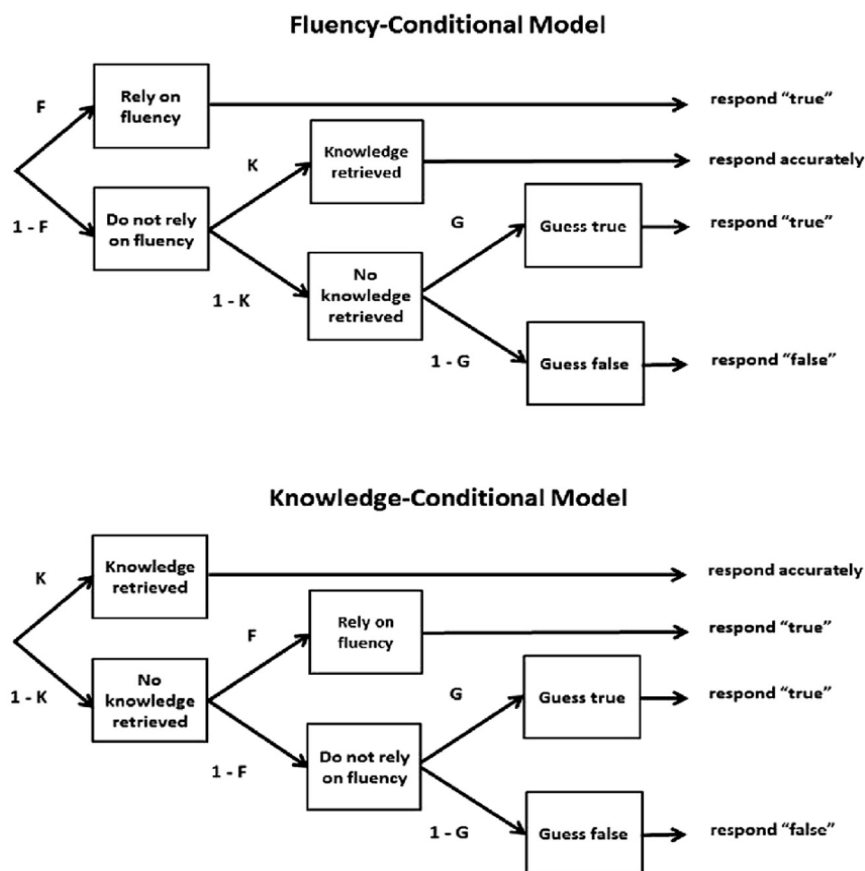 Fluency-Conditional Model
F
Rely on
fluency
respond “true”
1 - F
Do not rely
on fluency
K
Knowledge
retrieved
respond accurately
1 - K
No
knowledge
retrieved
G
Guess true
respond “true”
1 - G
Guess false
respond “false”
Knowledge-Conditional Model
K
Knowledge
retrieved
respond accurately
1 - K
No
knowledge
retrieved
F
Rely on
fluency
respond “true”
1 - F
Do not rely
on fluency
G
Guess true
respond “true”
1 - G
Guess false
respond “false”